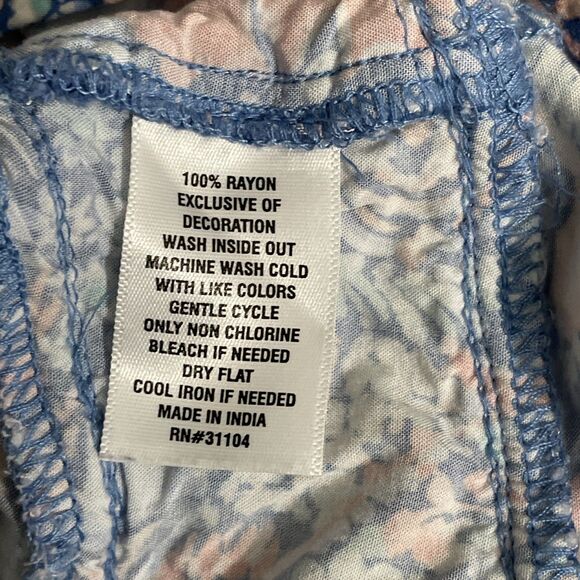 100% RAYON
EXCLUSIVE OF
DECORATION
WASH INSIDE OUT
MACHINE WASH COLD
WITH LIKE COLORS
GENTLE CYCLE
ONLY NON CHLORINE
BLEACH IF NEEDED
DRY FLAT
COOL IRON IF NEEDED
MADE IN INDIA
RN#31104